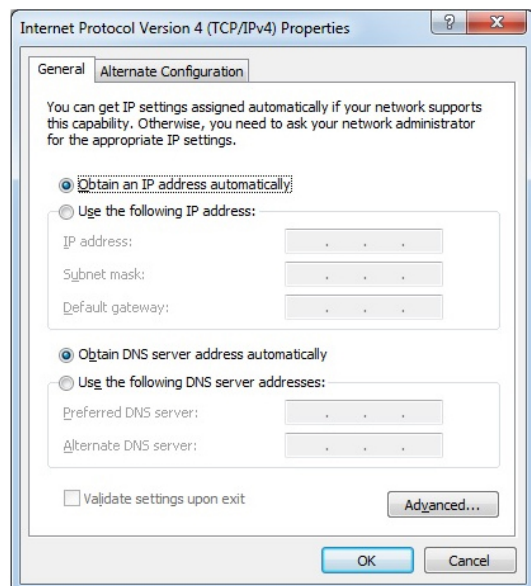 Internet Protocol Version 4 (TCP/IPv4) Properties
General
Alternate Configuration
You can get IP settings assigned automatically if your network supports
this capability. Otherwise, you need to ask your network administrator
for the appropriate IP settings.
Obtain an IP address automatically
Use the following IP address:
IP address:
Subnet mask:
Default gateway:
Obtain DNS server address automatically
Use the following DNS server addresses:
Preferred DNS server:
Alternate DNS server:
Validate settings upon exit
Advanced...
OK
Cancel